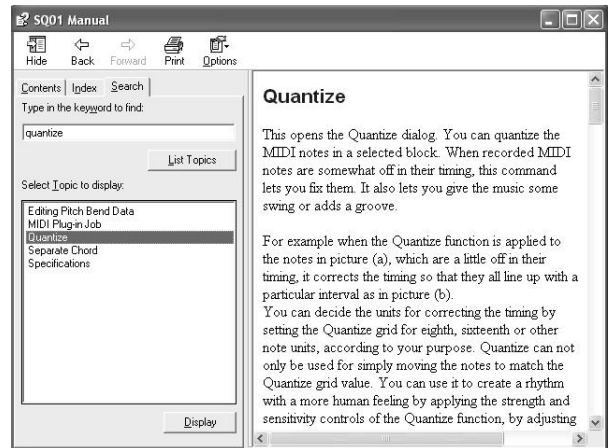 SQ01 Manual
Hide Back Forward Print Options
Contents Index Search
Type in the keyword to find:
quantize
List Topics
Select Topic to display:
Editing Pitch Bend Data
MIDI Plug-in Job
Quantize
Separate Chord
Specifications
Display
Quantize
This opens the Quantize dialog. You can quantize the
MIDI notes in a selected block. When recorded MIDI
notes are somewhat off in their timing, this command
lets you fix them. It also lets you give the music some
swing or adds a groove.
For example when the Quantize function is applied to
the notes in picture (a), which are a little off in their
timing, it corrects the timing so that they all line up with a
particular interval as in picture (b).
You can decide the units for correcting the timing by
setting the Quantize grid for eighth, sixteenth or other
note units, according to your purpose. Quantize can not
only be used for simply moving the notes to match the
Quantize grid value. You can use it to create a rhythm
with a more human feeling by applying the strength and
sensitivity controls of the Quantize function, by adjusting